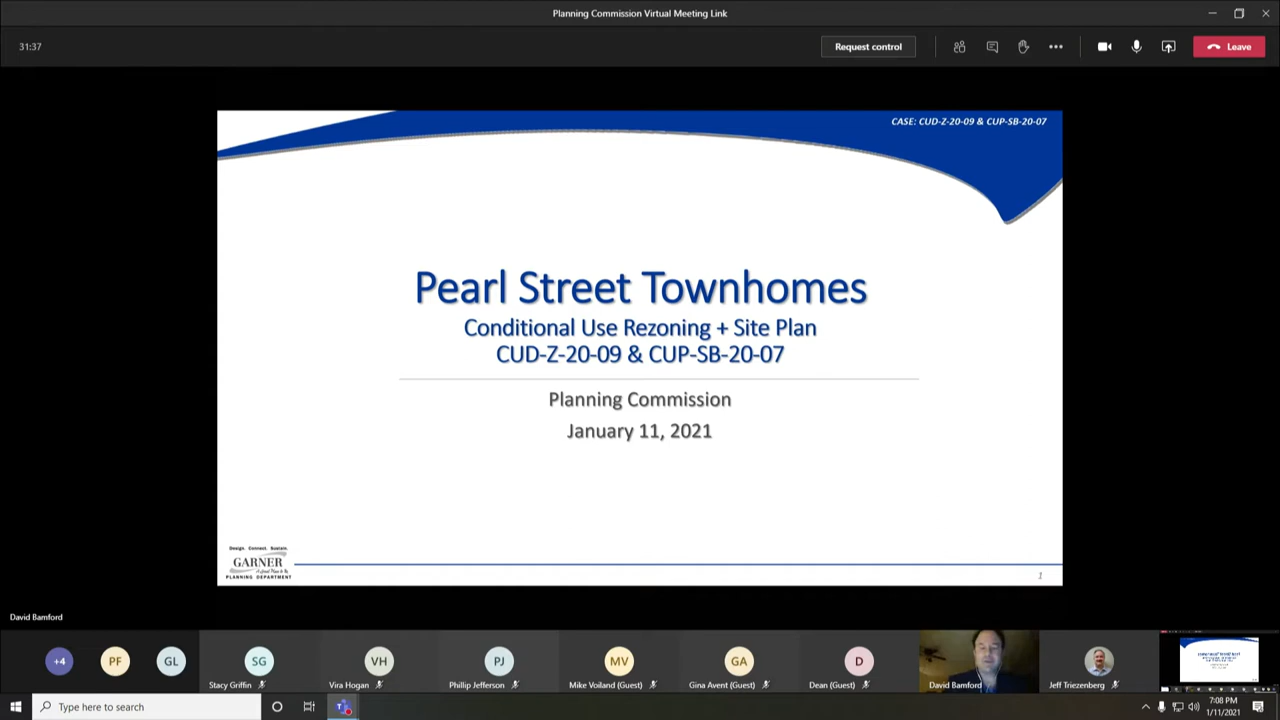 Planning Commission Virtual Meeting Link
31:37
Request control
Leave
CASE: CUD-Z-20-09 & CUP-SB-20-07
Pearl Street Townhomes
Conditional Use Rezoning + Site Plan
CUD-Z-20-09 & CUP-SB-20-07
Planning Commission
January 11, 2021
Design. Connect. Sustain.
GARNER
PLANNING DEPARTMENT
1
David Bamford
+4
PF
GL
SG
VH
PJ
MV
GA
D
Stacy Griffin
Vira Hogan
Phillip Jefferson
Mike Voiland (Guest)
Gina Avent (Guest)
Dean (Guest)
David Bamford
Jeff Triezenberg
Type here to search
7:08 PM
1/11/2021